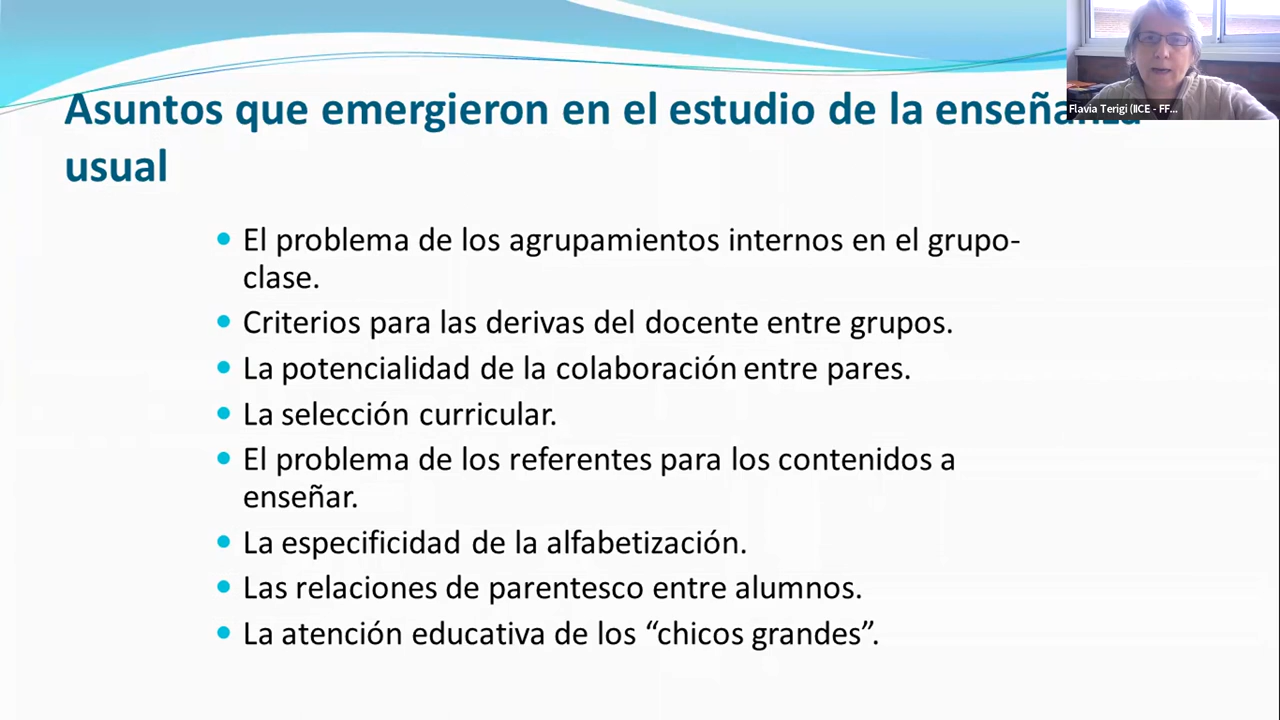 Asuntos que emergieron en el estudio de la enseñanza
usual
Flavia Terigi (IICE - FF...
• El problema de los agrupamientos internos en el grupo-
clase.
• Criterios para las derivas del docente entre grupos.
• La potencialidad de la colaboración entre pares.
• La selección curricular.
• El problema de los referentes para los contenidos a
enseñar.
• La especificidad de la alfabetización.
• Las relaciones de parentesco entre alumnos.
• La atención educativa de los “chicos grandes”.